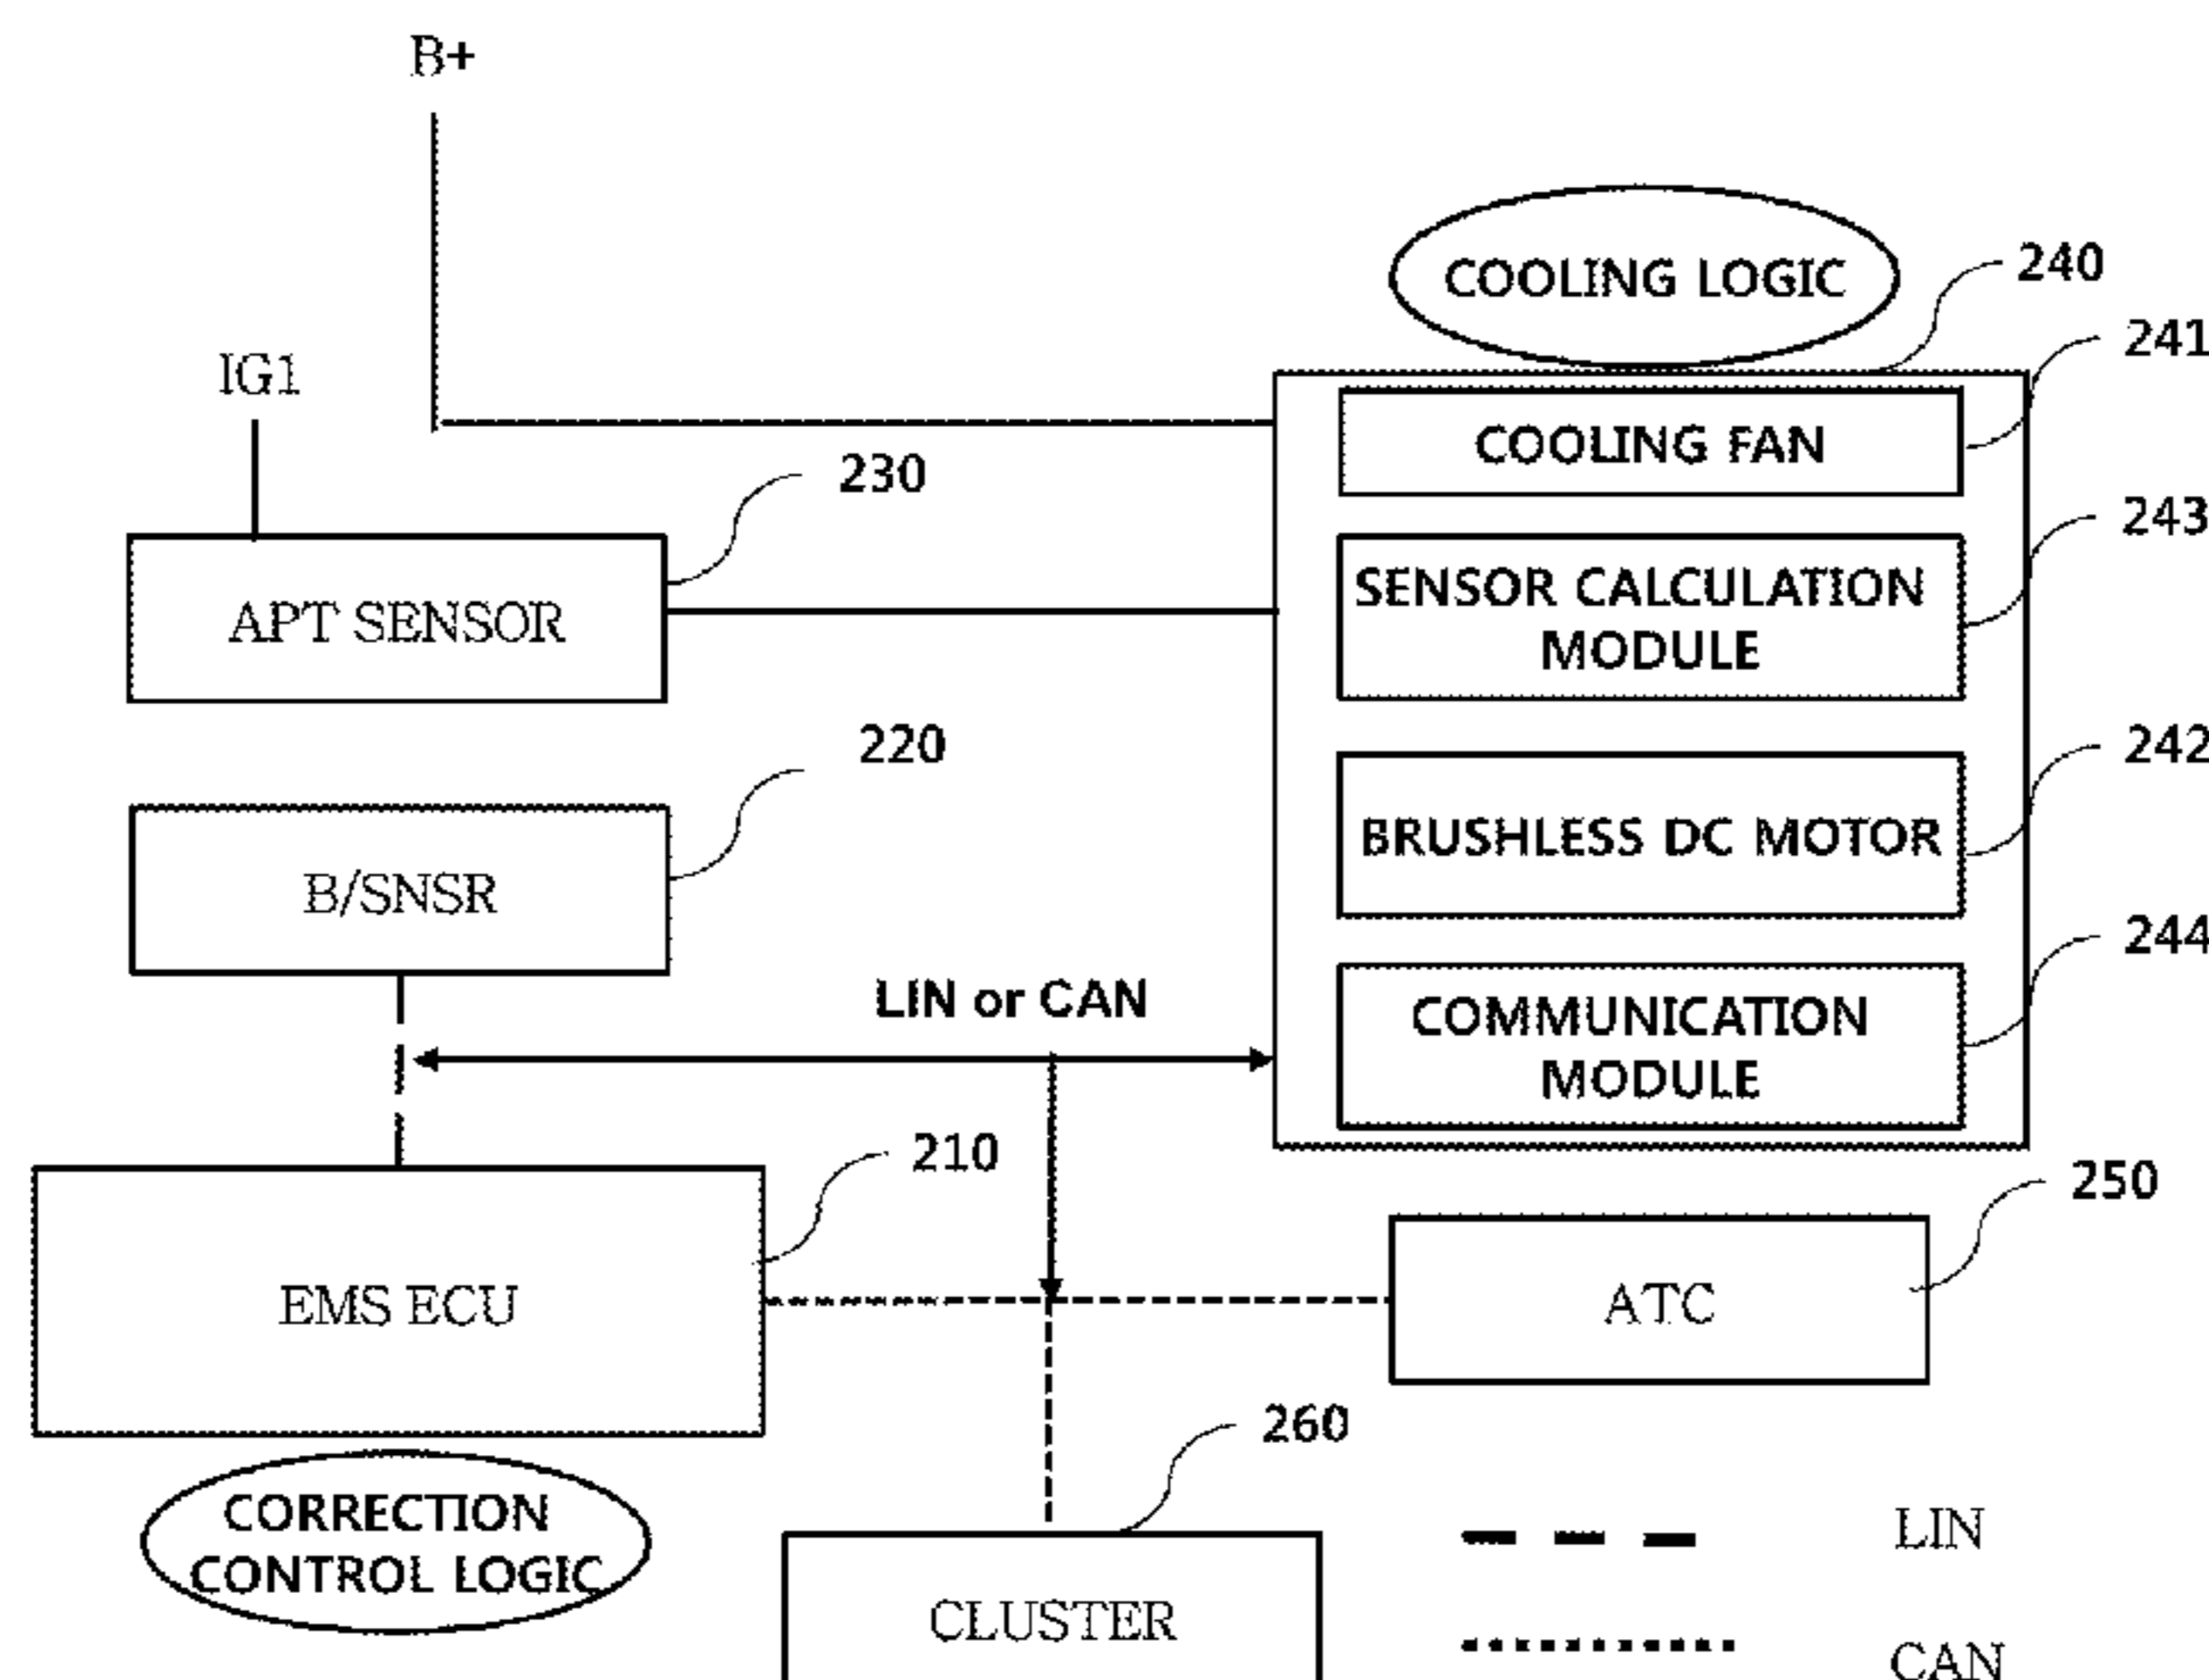 B+
COOLING LOGIC
240
241
IG1
COOLING FAN
230
243
APT SENSOR
SENSOR CALCULATION
MODULE
220
242
B/SNSR
BRUSHLESS DC MOTOR
244
LIN or CAN
COMMUNICATION
MODULE
210
250
EMS ECU
ATC
260
CORRECTION
CONTROL LOGIC
LIN
CLUSTER
CAN